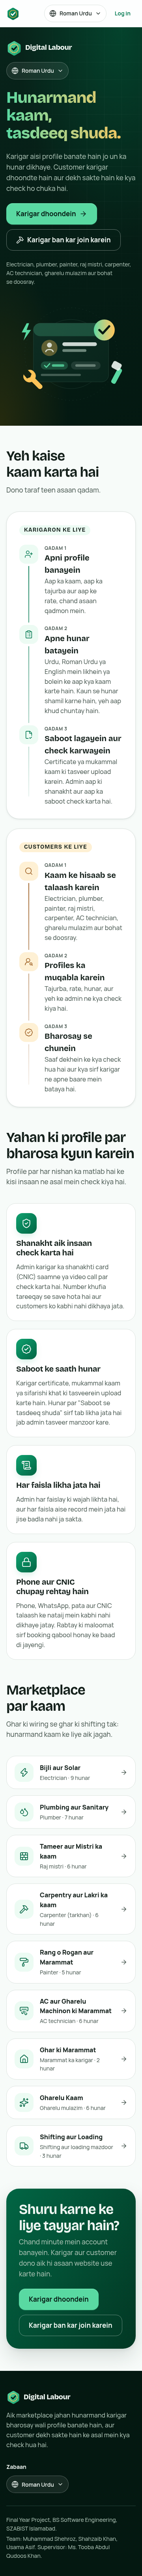 Roman Urdu
Log in
Digital Labour
Roman Urdu
Hunarmand
kaam,
tasdeeq shuda.
Karigar aisi profile banate hain jo un ka
hunar dikhaye. Customer karigar
dhoondte hain aur dekh sakte hain ke kya
check ho chuka hai.
Karigar dhoondein
Karigar ban kar join karein
Electrician, plumber, painter, raj mistri, carpenter,
AC technician, gharelu mulazim aur bohat
se doosray.
Yeh kaise
kaam karta hai
Dono taraf teen asaan qadam.
KARIGARON KE LIYE
QADAM 1
Apni profile
banayein
Aap ka kaam, aap ka
tajurba aur aap ke
rate, chand asaan
qadmon mein.
QADAM 2
Apne hunar
batayein
Urdu, Roman Urdu ya
English mein likhein ya
bolein ke aap kya kaam
karte hain. Kaun se hunar
shamil karne hain, yeh aap
khud chuntay hain.
QADAM 3
Saboot lagayein aur
check karwayein
Certificate ya mukammal
kaam ki tasveer upload
karein. Admin aap ki
shanakht aur aap ka
saboot check karta hai.
CUSTOMERS KE LIYE
QADAM 1
Kaam ke hisaab se
talaash karein
Electrician, plumber,
painter, raj mistri,
carpenter, AC technician,
gharelu mulazim aur bohat
se doosray.
QADAM 2
Profiles ka
muqabla karein
Tajurba, rate, hunar, aur
yeh ke admin ne kya check
kiya hai.
QADAM 3
Bharosay se
chunein
Saaf dekhein ke kya check
hua hai aur kya sirf karigar
ne apne baare mein
bataya hai.
Yahan ki profile par
bharosa kyun karein
Profile par har nishan ka matlab hai ke
kisi insaan ne asal mein check kiya hai.
Shanakht aik insaan
check karta hai
Admin karigar ka shanakhti card
(CNIC) saamne ya video call par
check karta hai. Number khufia
tareeqay se save hota hai aur
customers ko kabhi nahi dikhaya jata.
Saboot ke saath hunar
Karigar certificate, mukammal kaam
ya sifarishi khat ki tasveerein upload
karte hain. Hunar par "Saboot se
tasdeeq shuda" sirf tab likha jata hai
jab admin tasveer manzoor kare.
Har faisla likha jata hai
Admin har faislay ki wajah likhta hai,
aur har faisla aise record mein jata hai
jise badla nahi ja sakta.
Phone aur CNIC
chupay rehtay hain
Phone, WhatsApp, pata aur CNIC
talaash ke nataij mein kabhi nahi
dikhaye jatay. Rabtay ki maloomat
sirf booking qabool honay ke baad
di jayegi.
Marketplace
par kaam
Ghar ki wiring se ghar ki shifting tak:
hunarmand kaam ke liye aik jagah.
Bijli aur Solar
Electrician · 9 hunar
Plumbing aur Sanitary
Plumber · 7 hunar
Tameer aur Mistri ka
kaam
Raj mistri · 6 hunar
Carpentry aur Lakri ka
kaam
Carpenter (tarkhan) · 6
hunar
Rang o Rogan aur
Marammat
Painter · 5 hunar
AC aur Gharelu
Machinon ki Marammat
AC technician · 6 hunar
Ghar ki Marammat
Marammat ka karigar · 2
hunar
Gharelu Kaam
Gharelu mulazim · 6 hunar
Shifting aur Loading
Shifting aur loading mazdoor
· 3 hunar
Shuru karne ke
liye tayyar hain?
Chand minute mein account
banayein. Karigar aur customer
dono aik hi asaan website use
karte hain.
Karigar dhoondein
Karigar ban kar join karein
Digital Labour
Aik marketplace jahan hunarmand karigar
bharosay wali profile banate hain, aur
customer dekh sakte hain ke asal mein kya
check hua hai.
Zabaan
Roman Urdu
Final Year Project, BS Software Engineering,
SZABIST Islamabad.
Team: Muhammad Shehroz, Shahzaib Khan,
Usama Asif. Supervisor: Ms. Tooba Abdul
Qudoos Khan.